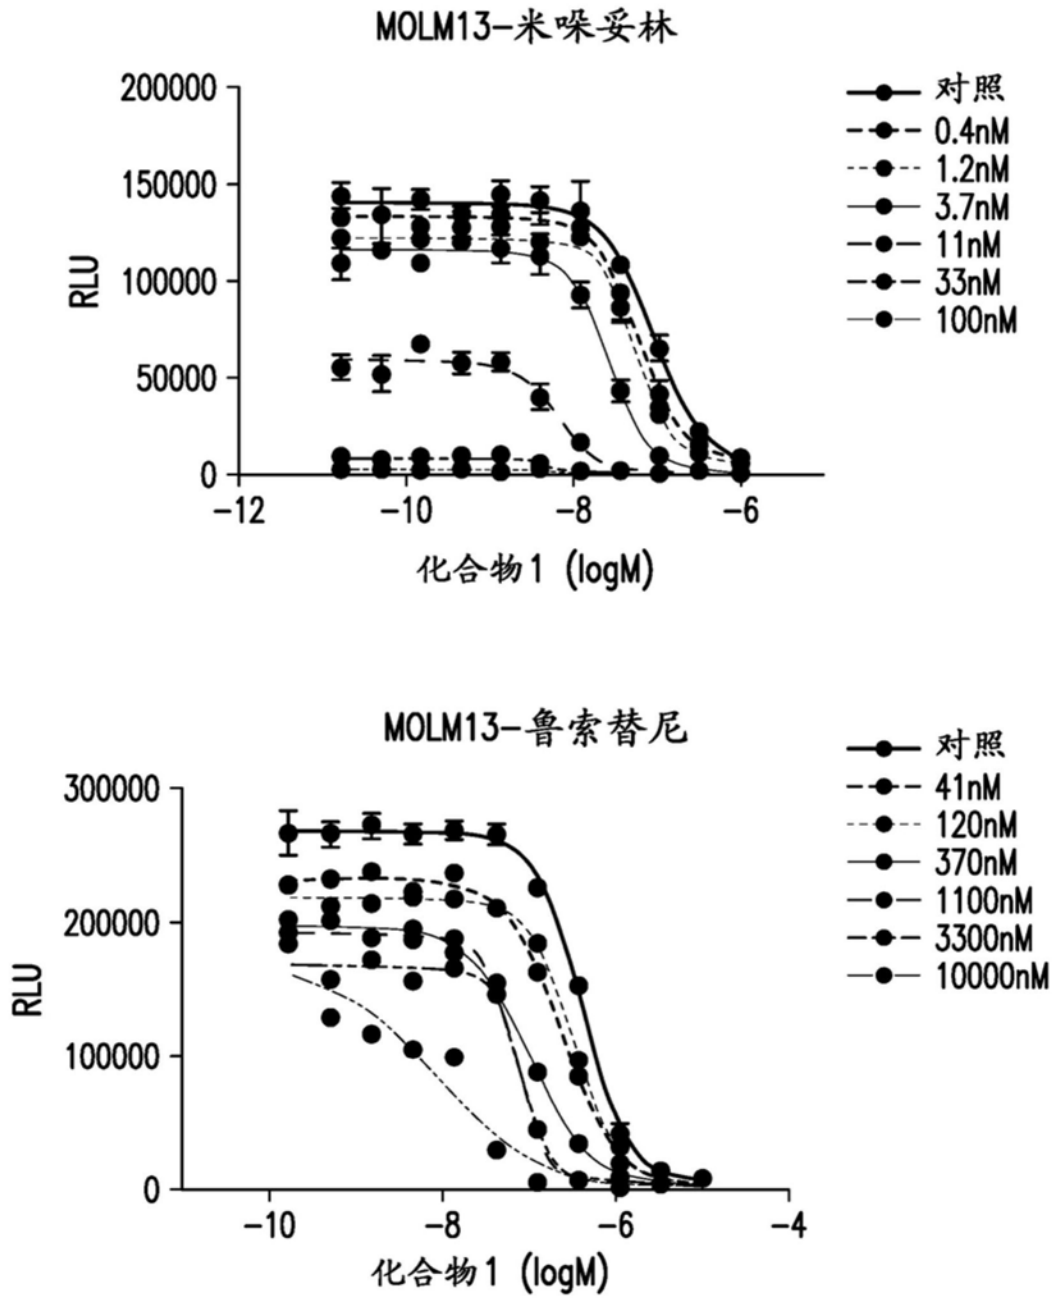 MOLM13-米哚妥林
200000
150000
100000
50000
0
RLU
-12
-10
-8
-6
化合物1 (logM)
对照
0.4nM
1.2nM
3.7nM
11nM
33nM
100nM
MOLM13-鲁索替尼
300000
200000
100000
0
RLU
-10
-8
-6
-4
化合物1 (logM)
对照
41nM
120nM
370nM
1100nM
3300nM
10000nM